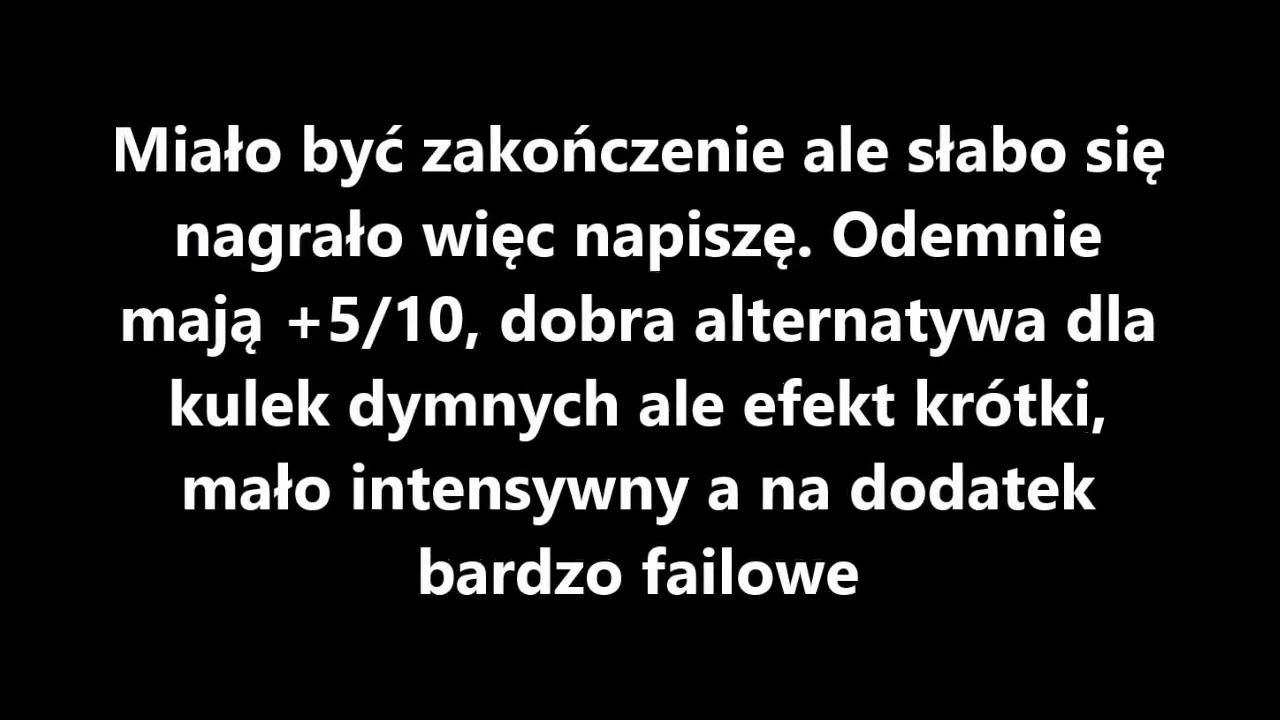 Miało być zakończenie ale słabo się
nagrało więc napiszę. Odemnie
mają +5/10, dobra alternatywa dla
kulek dymnych ale efekt krótki,
mało intensywny a na dodatek
bardzo failowe